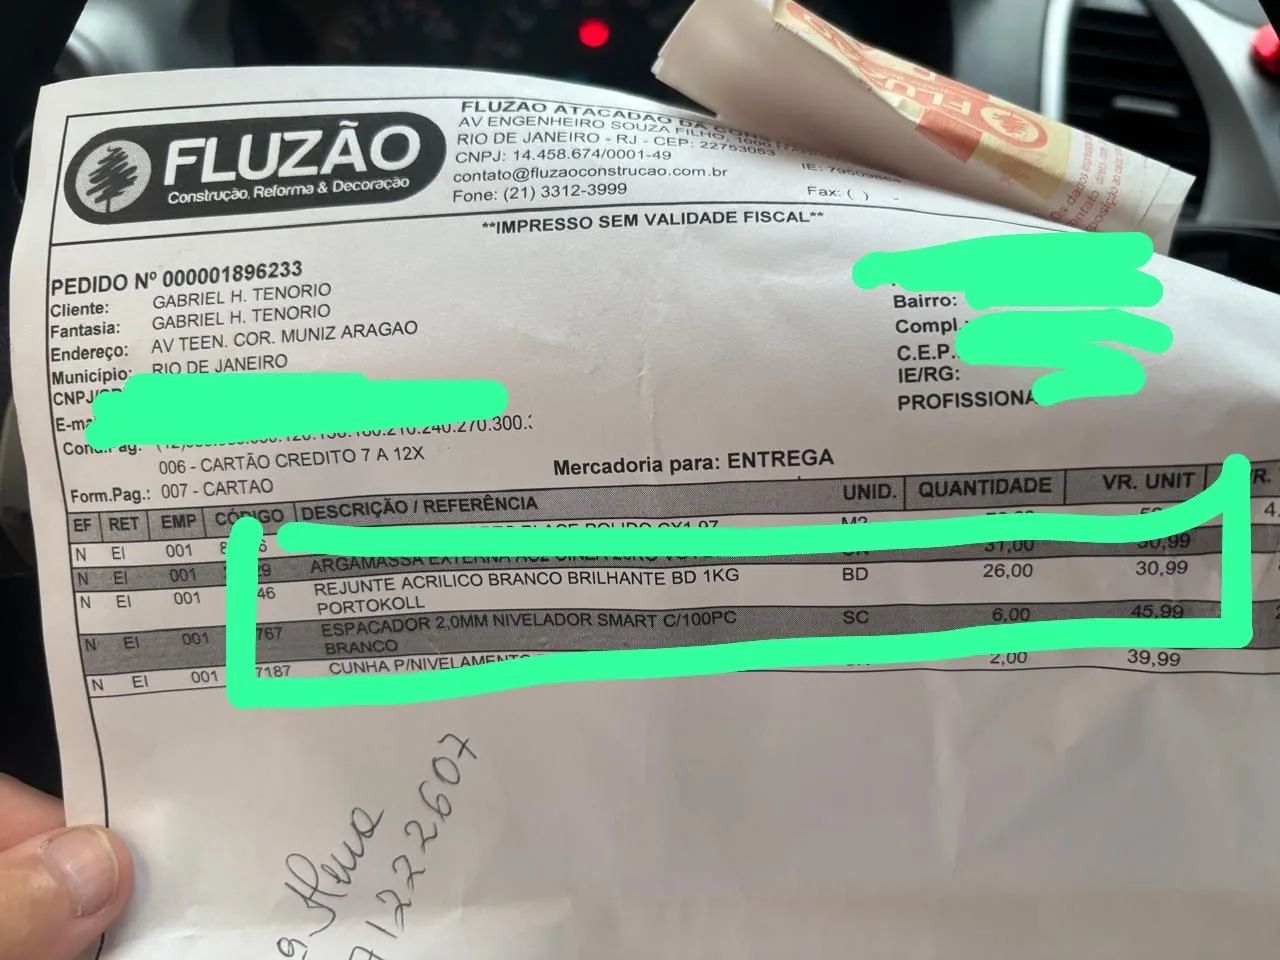 FLUZÃO
Construção, Reforma & Decoração
FLUZAO ATACADAO DA
AV ENGENHEIRO SOUZA FILHO,
RIO DE JANEIRO - RJ - CEP: 22753053
CNPJ: 14.458.674/0001-49
contato@fluzaoconstrucao.com.br
Fone: (21) 3312-3999
Fax: ( ) -
**IMPRESSO SEM VALIDADE FISCAL**
PEDIDO Nº 000001896233
Cliente: GABRIEL H. TENORIO
Fantasia: GABRIEL H. TENORIO
Endereço: AV TEEN. COR. MUNIZ ARAGAO
Município: RIO DE JANEIRO
Bairro:
Compl.:
C.E.P.
IE/RG:
Cond.Pag:
006 - CARTÃO CREDITO 7 A 12X
Form.Pag.: 007 - CARTAO
Mercadoria para: ENTREGA
EF RET EMP CÓDIGO DESCRIÇÃO / REFERÊNCIA UNID. QUANTIDADE VR. UNIT
N EI 001 M2
N EI 001 ARGAMASSA EXTERNA 31,00 30,99
N EI 001 46 REJUNTE ACRILICO BRANCO BRILHANTE BD 1KG BD 26,00 30,99
PORTOKOLL
N EI 001 767 ESPACADOR 2,0MM NIVELADOR SMART C/100PC SC 6,00 45,99
BRANCO
N EI 001 7187 CUNHA P/NIVELAMENTO 2,00 39,99